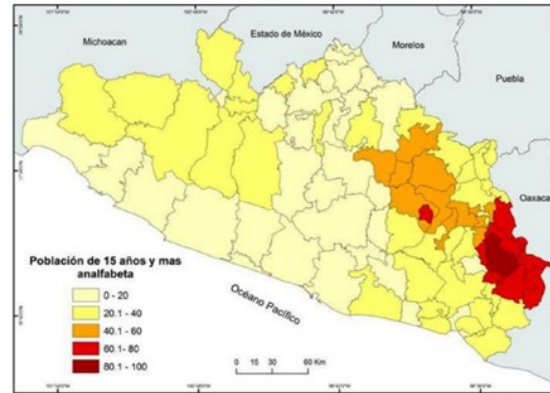 Michoacan
Estado de México
Morelos
Puebla
Oaxaca
Océano Pacífico
Población de 15 años y mas
analfabeta
0 - 20
20.1 - 40
40.1 - 60
60.1- 80
80.1 - 100
0 15 30 60 Km